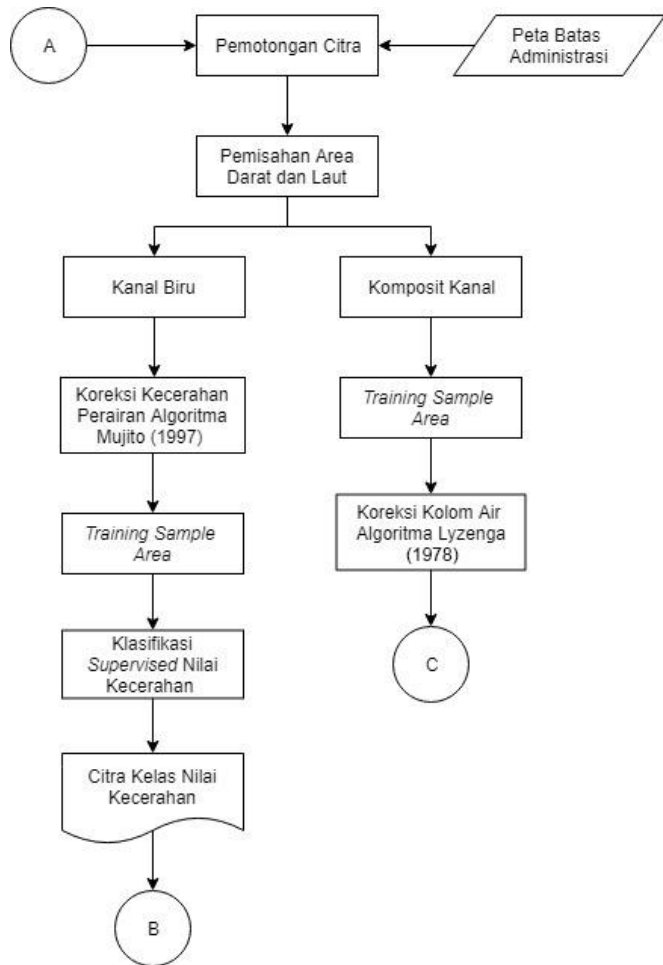 A
Pemotongan Citra
Peta Batas
Administrasi
Pemisahan Area
Darat dan Laut
Kanal Biru
Komposit Kanal
Koreksi Kecerahan
Perairan Algoritma
Mujito (1997)
Training Sample
Area
Training Sample
Area
Koreksi Kolom Air
Algoritma Lyzenga
(1978)
Klasifikasi
Supervised Nilai
Kecerahan
C
Citra Kelas Nilai
Kecerahan
B